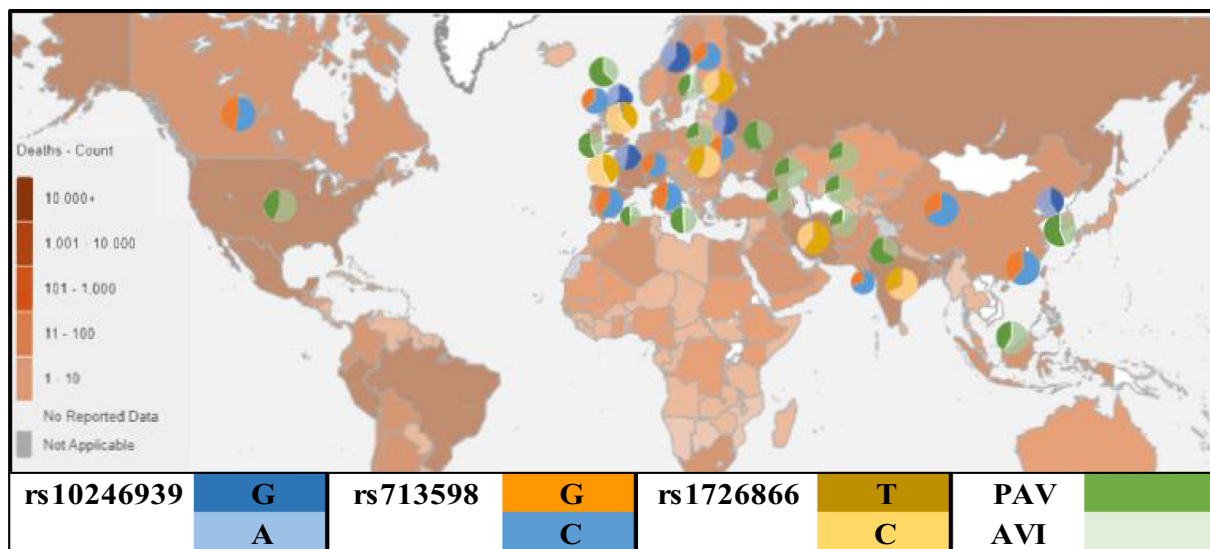 Deaths - Count
10 000+
1,001 - 10 000
101 - 1,000
11 - 100
1 - 10
No Reported Data
Not Applicable
rs10246939 G rs713598 G rs1726866 T PAV
A C C AVI